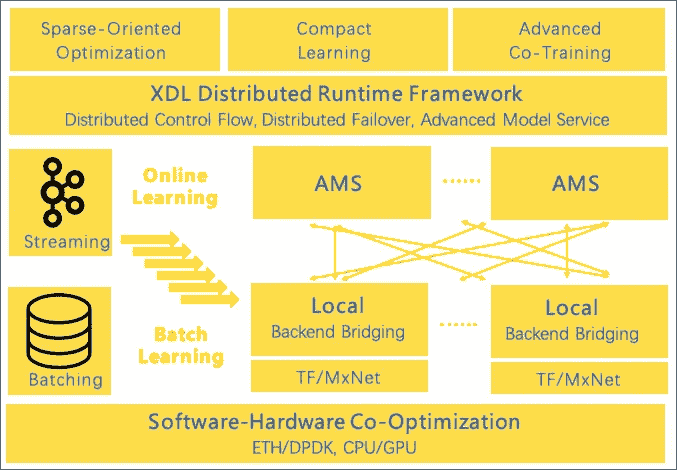 Sparse-Oriented
Optimization
Compact
Learning
Advanced
Co-Training
XDL Distributed Runtime Framework
Distributed Control Flow, Distributed Failover, Advanced Model Service
Streaming
Online
Learning
AMS
......
AMS
Batching
Batch
Learning
Local
Backend Bridging
......
Local
Backend Bridging
TF/MxNet
TF/MxNet
Software-Hardware Co-Optimization
ETH/DPDK, CPU/GPU